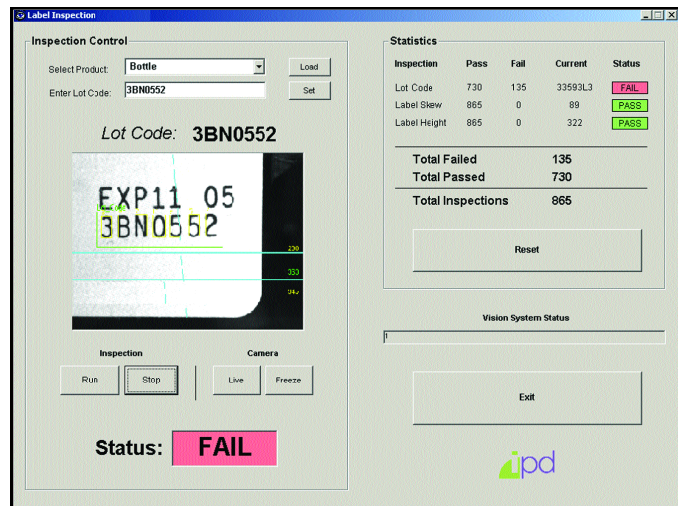 Label Inspection
Inspection Control
Select Product: Bottle Load
Enter Lot Code: 3BN0552 Set
Lot Code: 3BN0552
EXP11 05
3BN0552
Inspection Camera
Run Stop Live Freeze
Status: FAIL
Statistics
Inspection Pass Fail Current Status
Lot Code 730 135 33593L3 FAIL
Label Skew 865 0 89 PASS
Label Height 865 0 322 PASS
Total Failed 135
Total Passed 730
Total Inspections 865
Reset
Vision System Status
1
Exit
ipd